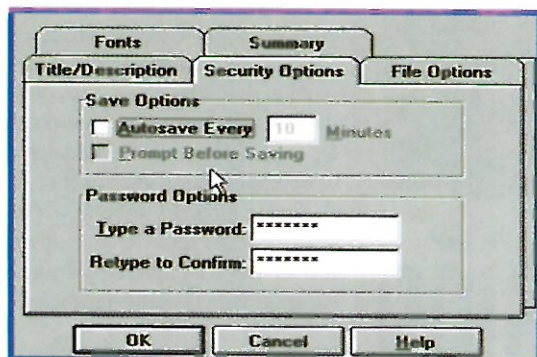 Fonts Summary
Title/Description Security Options File Options
Save Options
Autosave Every 10 Minutes
Prompt Before Saving
Password Options
Type a Password: *******
Retype to Confirm: *******
OK Cancel Help